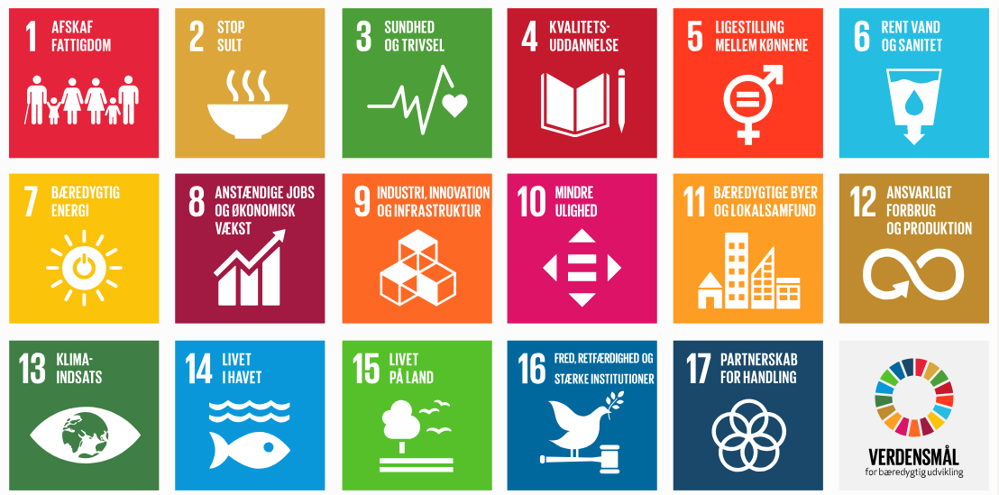 1 AFSKAF
FATTIGDOM
2 STOP
SULT
3 SUNDHED
OG TRIVSEL
4 KVALITETS-
UDDANNELSE
5 LIGESTILLING
MELLEM KØNNENE
6 RENT VAND
OG SANITET
7 BÆREDYGTIG
ENERGI
8 ANSTÆNDIGE JOBS
OG ØKONOMISK
VÆKST
9 INDUSTRI, INNOVATION
OG INFRASTRUKTUR
10 MINDRE
ULIGHED
11 BÆREDYGTIGE BYER
OG LOKALSAMFUND
12 ANSVARLIGT
FORBRUG
OG PRODUKTION
13 KLIMA-
INDSATS
14 LIVET
I HAVET
15 LIVET
PÅ LAND
16 FRED, RETFÆRDIGHED OG
STÆRKE INSTITUTIONER
17 PARTNERSKAB
FOR HANDLING
VERDENSMÅL
for bæredygtig udvikling